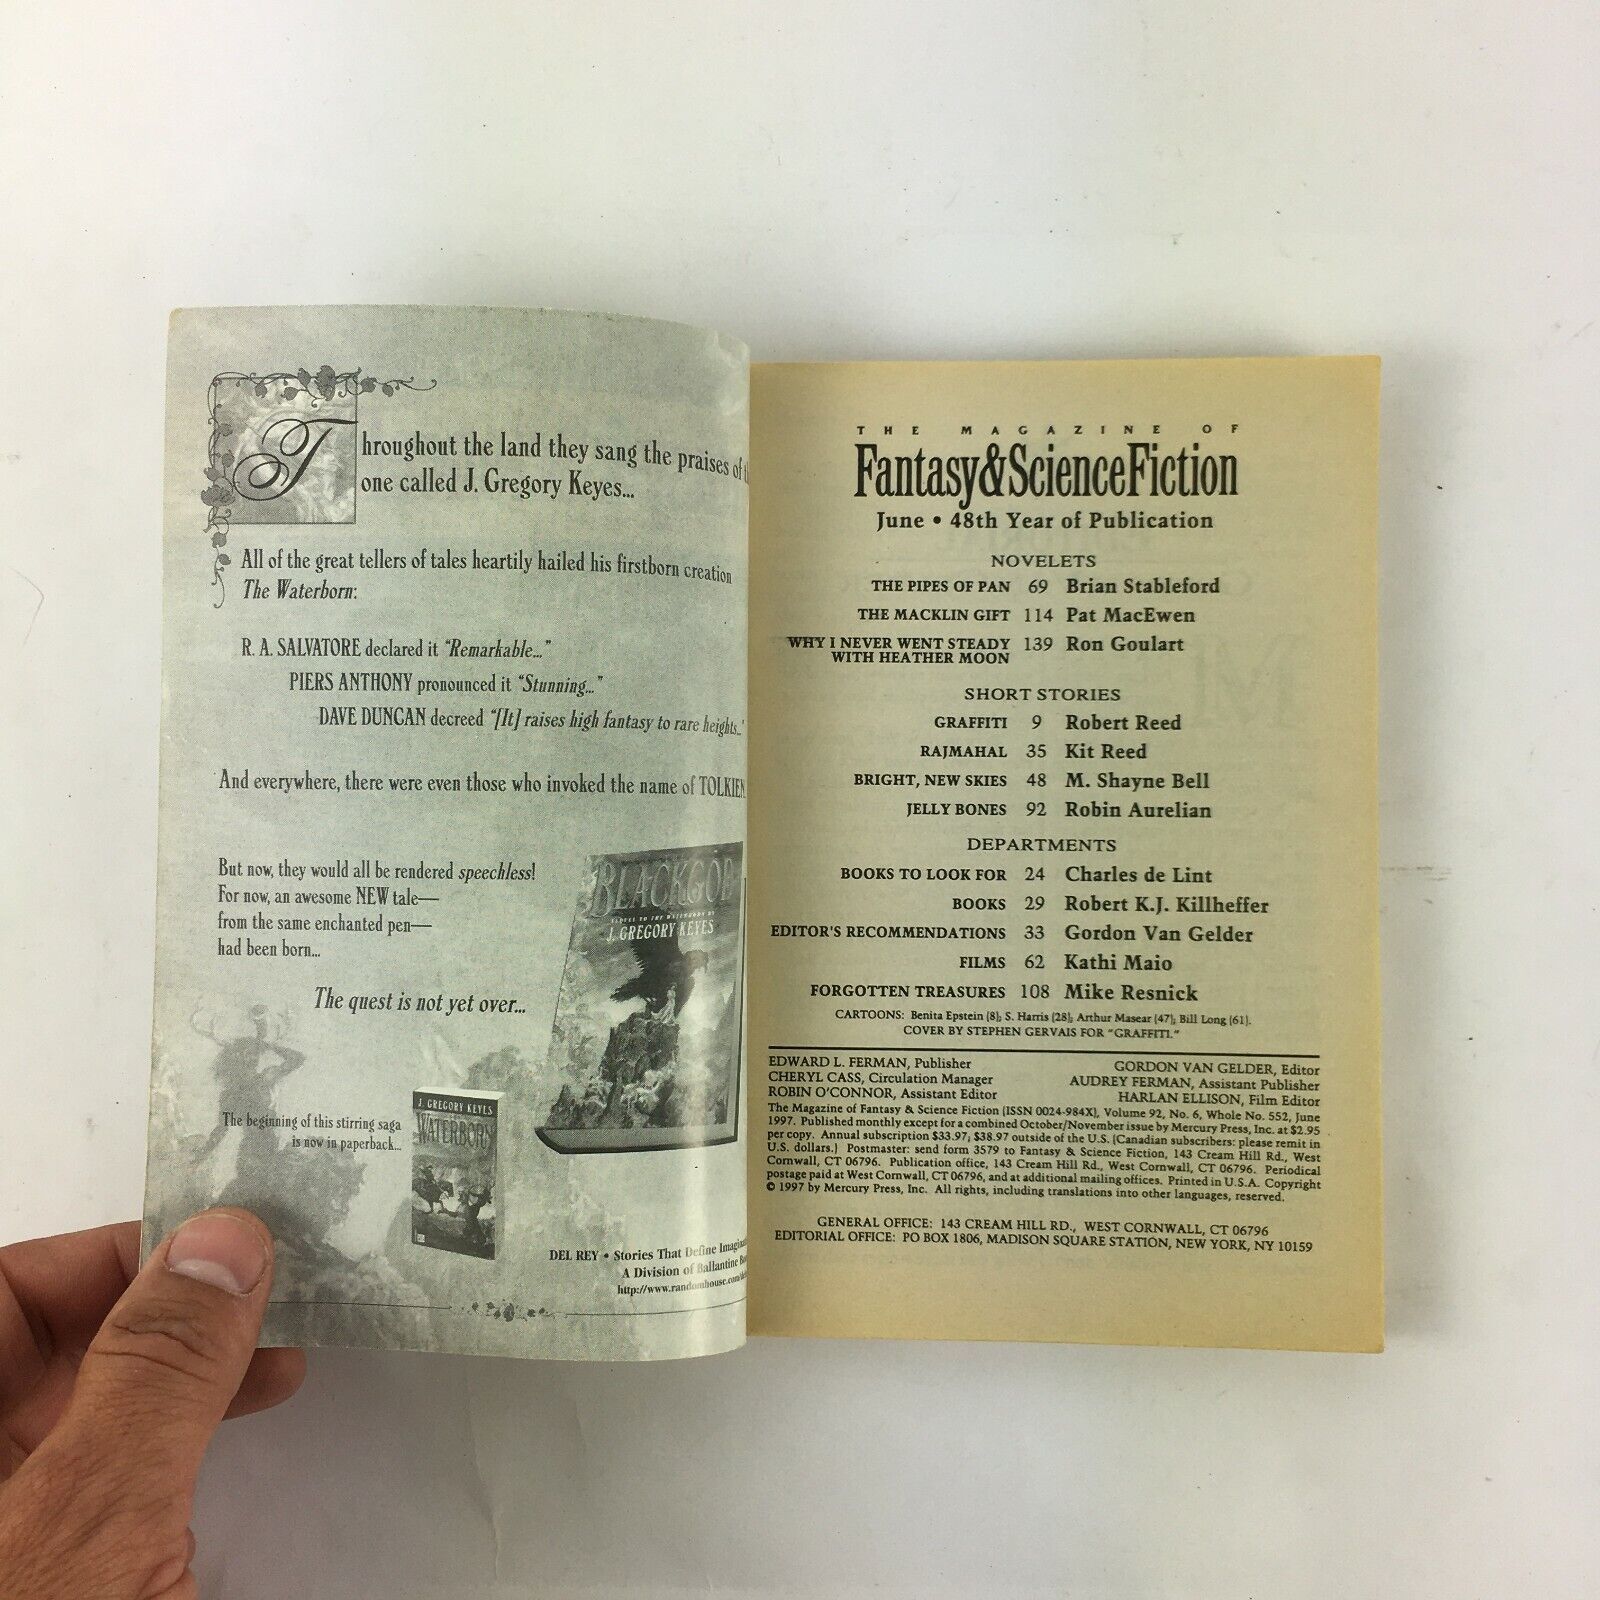 Throughout the land they sang the praises of
one called J. Gregory Keyes...
All of the great tellers of tales heartily hailed his firstborn creation
The Waterborn:
R. A. SALVATORE declared it "Remarkable..."
PIERS ANTHONY pronounced it "Stunning..."
DAVE DUNCAN decreed "[It] raises high fantasy to rare heights..."
And everywhere, there were even those who invoked the name of TOLKIEN
But now, they would all be rendered speechless!
For now, an awesome NEW tale—
from the same enchanted pen—
had been born...
The quest is not yet over...
BLACKGOD
SEQUEL TO THE WATERBORN BY
J. GREGORY KEYES
The beginning of this stirring saga
is now in paperback...
J. GREGORY KEYES
WATERBORN
DEL REY • Stories That Define
A Division of Ballantine
http://www.randomhouse.com/
THE MAGAZINE OF
Fantasy&ScienceFiction
June • 48th Year of Publication
NOVELETS
THE PIPES OF PAN 69 Brian Stableford
THE MACKLIN GIFT 114 Pat MacEwen
WHY I NEVER WENT STEADY 139 Ron Goulart
WITH HEATHER MOON
SHORT STORIES
GRAFFITI 9 Robert Reed
RAJMAHAL 35 Kit Reed
BRIGHT, NEW SKIES 48 M. Shayne Bell
JELLY BONES 92 Robin Aurelian
DEPARTMENTS
BOOKS TO LOOK FOR 24 Charles de Lint
BOOKS 29 Robert K.J. Killheffer
EDITOR'S RECOMMENDATIONS 33 Gordon Van Gelder
FILMS 62 Kathi Maio
FORGOTTEN TREASURES 108 Mike Resnick
CARTOONS: Benita Epstein (8); S. Harris (28); Arthur Masear (47); Bill Long (61).
COVER BY STEPHEN GERVAIS FOR "GRAFFITI."
EDWARD L. FERMAN, Publisher GORDON VAN GELDER, Editor
CHERYL CASS, Circulation Manager AUDREY FERMAN, Assistant Publisher
ROBIN O'CONNOR, Assistant Editor HARLAN ELLISON, Film Editor
The Magazine of Fantasy & Science Fiction (ISSN 0024-984X), Volume 92, No. 6, Whole No. 552, June
1997. Published monthly except for a combined October/November issue by Mercury Press, Inc. at $2.95
per copy. Annual subscription $33.97; $38.97 outside of the U.S. (Canadian subscribers: please remit in
U.S. dollars.) Postmaster: send form 3579 to Fantasy & Science Fiction, 143 Cream Hill Rd., West
Cornwall, CT 06796. Publication office, 143 Cream Hill Rd., West Cornwall, CT 06796. Periodical
postage paid at West Cornwall, CT 06796, and at additional mailing offices. Printed in U.S.A. Copyright
© 1997 by Mercury Press, Inc. All rights, including translations into other languages, reserved.
GENERAL OFFICE: 143 CREAM HILL RD., WEST CORNWALL, CT 06796
EDITORIAL OFFICE: PO BOX 1806, MADISON SQUARE STATION, NEW YORK, NY 10159